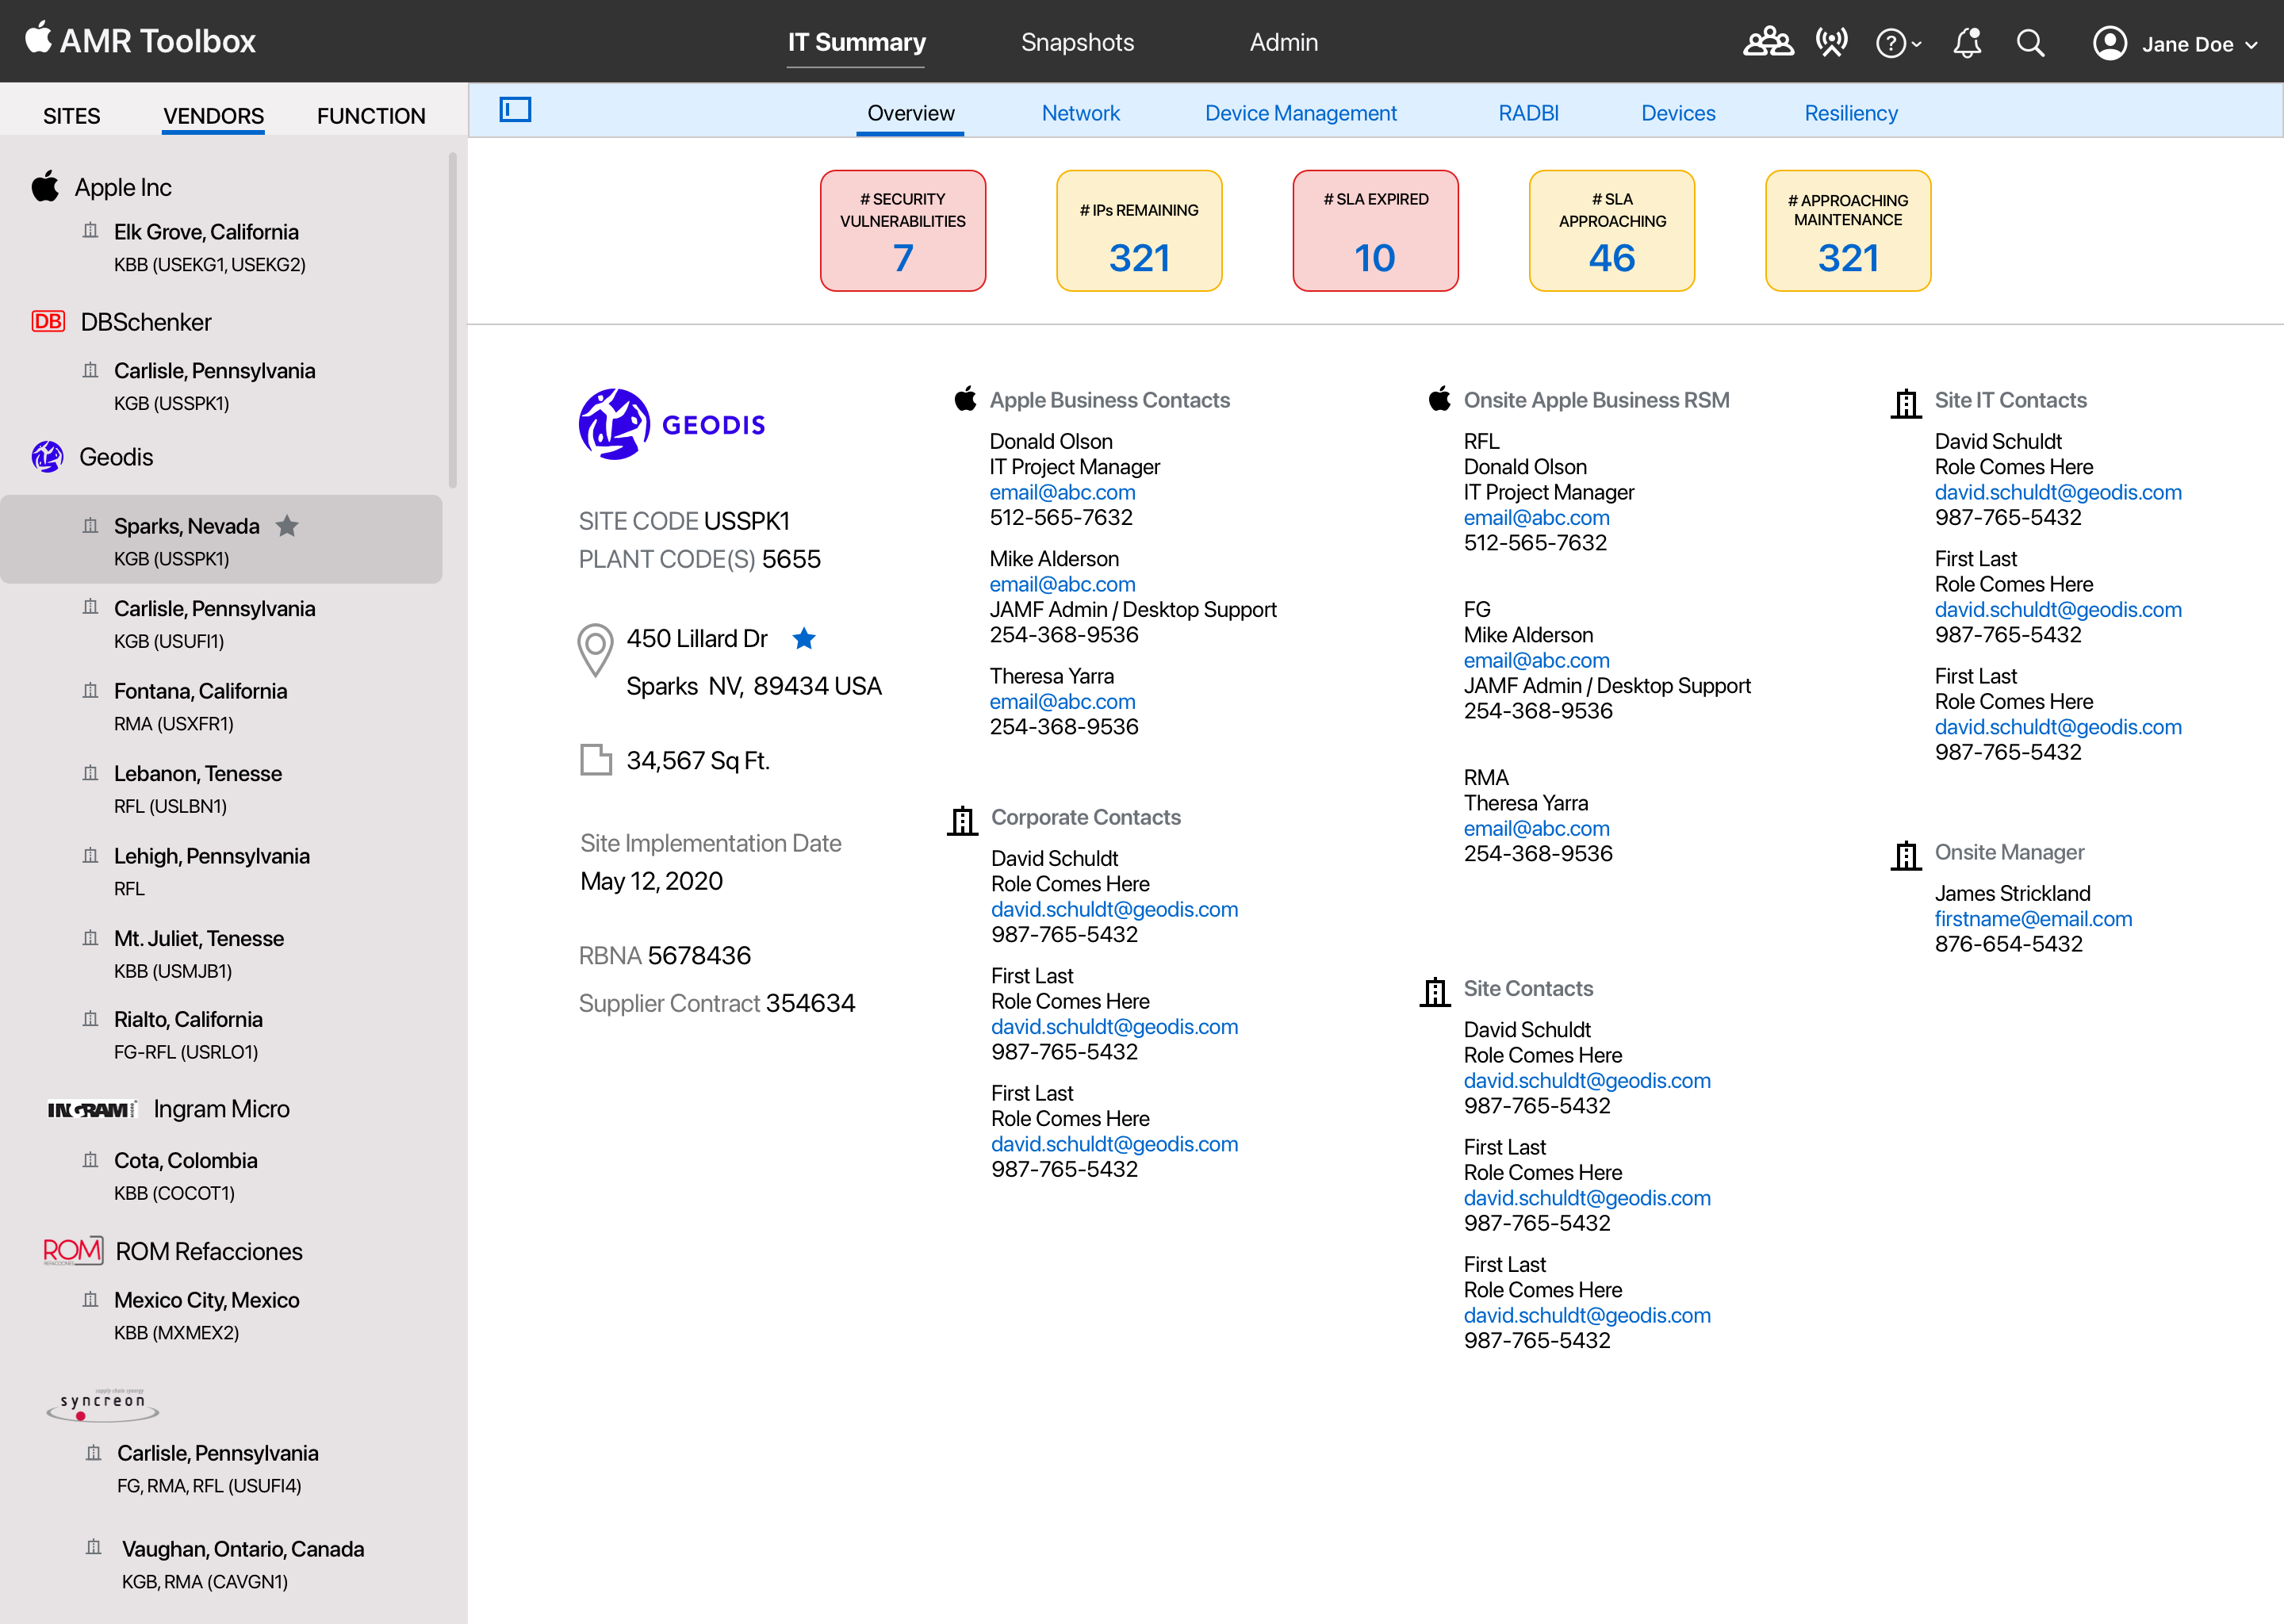 AMR Toolbox
IT Summary
Snapshots
Admin
Jane Doe
SITES
VENDORS
FUNCTION
Overview
Network
Device Management
RADBI
Devices
Resiliency
Apple Inc
Elk Grove, California
KBB (USEKG1, USEKG2)
DB
DBSchenker
Carlisle, Pennsylvania
KGB (USSPK1)
Geodis
Sparks, Nevada
KGB (USSPK1)
Carlisle, Pennsylvania
KGB (USUFI1)
Fontana, California
RMA (USXFR1)
Lebanon, Tenesse
RFL (USLBN1)
Lehigh, Pennsylvania
RFL
Mt. Juliet, Tenesse
KBB (USMJB1)
Rialto, California
FG-RFL (USRLO1)
INGRAM
Ingram Micro
Cota, Colombia
KBB (COCOT1)
ROM
REFACCIONES
ROM Refacciones
Mexico City, Mexico
KBB (MXMEX2)
supply chain synergy
syncreon
Carlisle, Pennsylvania
FG, RMA, RFL (USUFI4)
Vaughan, Ontario, Canada
KGB, RMA (CAVGN1)
# SECURITY
VULNERABILITIES
7
# IPs REMAINING
321
# SLA EXPIRED
10
# SLA
APPROACHING
46
# APPROACHING
MAINTENANCE
321
GEODIS
SITE CODE USSPK1
PLANT CODE(S) 5655
450 Lillard Dr
Sparks NV, 89434 USA
34,567 Sq Ft.
Site Implementation Date
May 12, 2020
RBNA 5678436
Supplier Contract 354634
Apple Business Contacts
Donald Olson
IT Project Manager
email@abc.com
512-565-7632
Mike Alderson
email@abc.com
JAMF Admin / Desktop Support
254-368-9536
Theresa Yarra
email@abc.com
254-368-9536
Corporate Contacts
David Schuldt
Role Comes Here
david.schuldt@geodis.com
987-765-5432
First Last
Role Comes Here
david.schuldt@geodis.com
987-765-5432
First Last
Role Comes Here
david.schuldt@geodis.com
987-765-5432
Onsite Apple Business RSM
RFL
Donald Olson
IT Project Manager
email@abc.com
512-565-7632
FG
Mike Alderson
email@abc.com
JAMF Admin / Desktop Support
254-368-9536
RMA
Theresa Yarra
email@abc.com
254-368-9536
Site Contacts
David Schuldt
Role Comes Here
david.schuldt@geodis.com
987-765-5432
First Last
Role Comes Here
david.schuldt@geodis.com
987-765-5432
First Last
Role Comes Here
david.schuldt@geodis.com
987-765-5432
Site IT Contacts
David Schuldt
Role Comes Here
david.schuldt@geodis.com
987-765-5432
First Last
Role Comes Here
david.schuldt@geodis.com
987-765-5432
First Last
Role Comes Here
david.schuldt@geodis.com
987-765-5432
Onsite Manager
James Strickland
firstname@email.com
876-654-5432